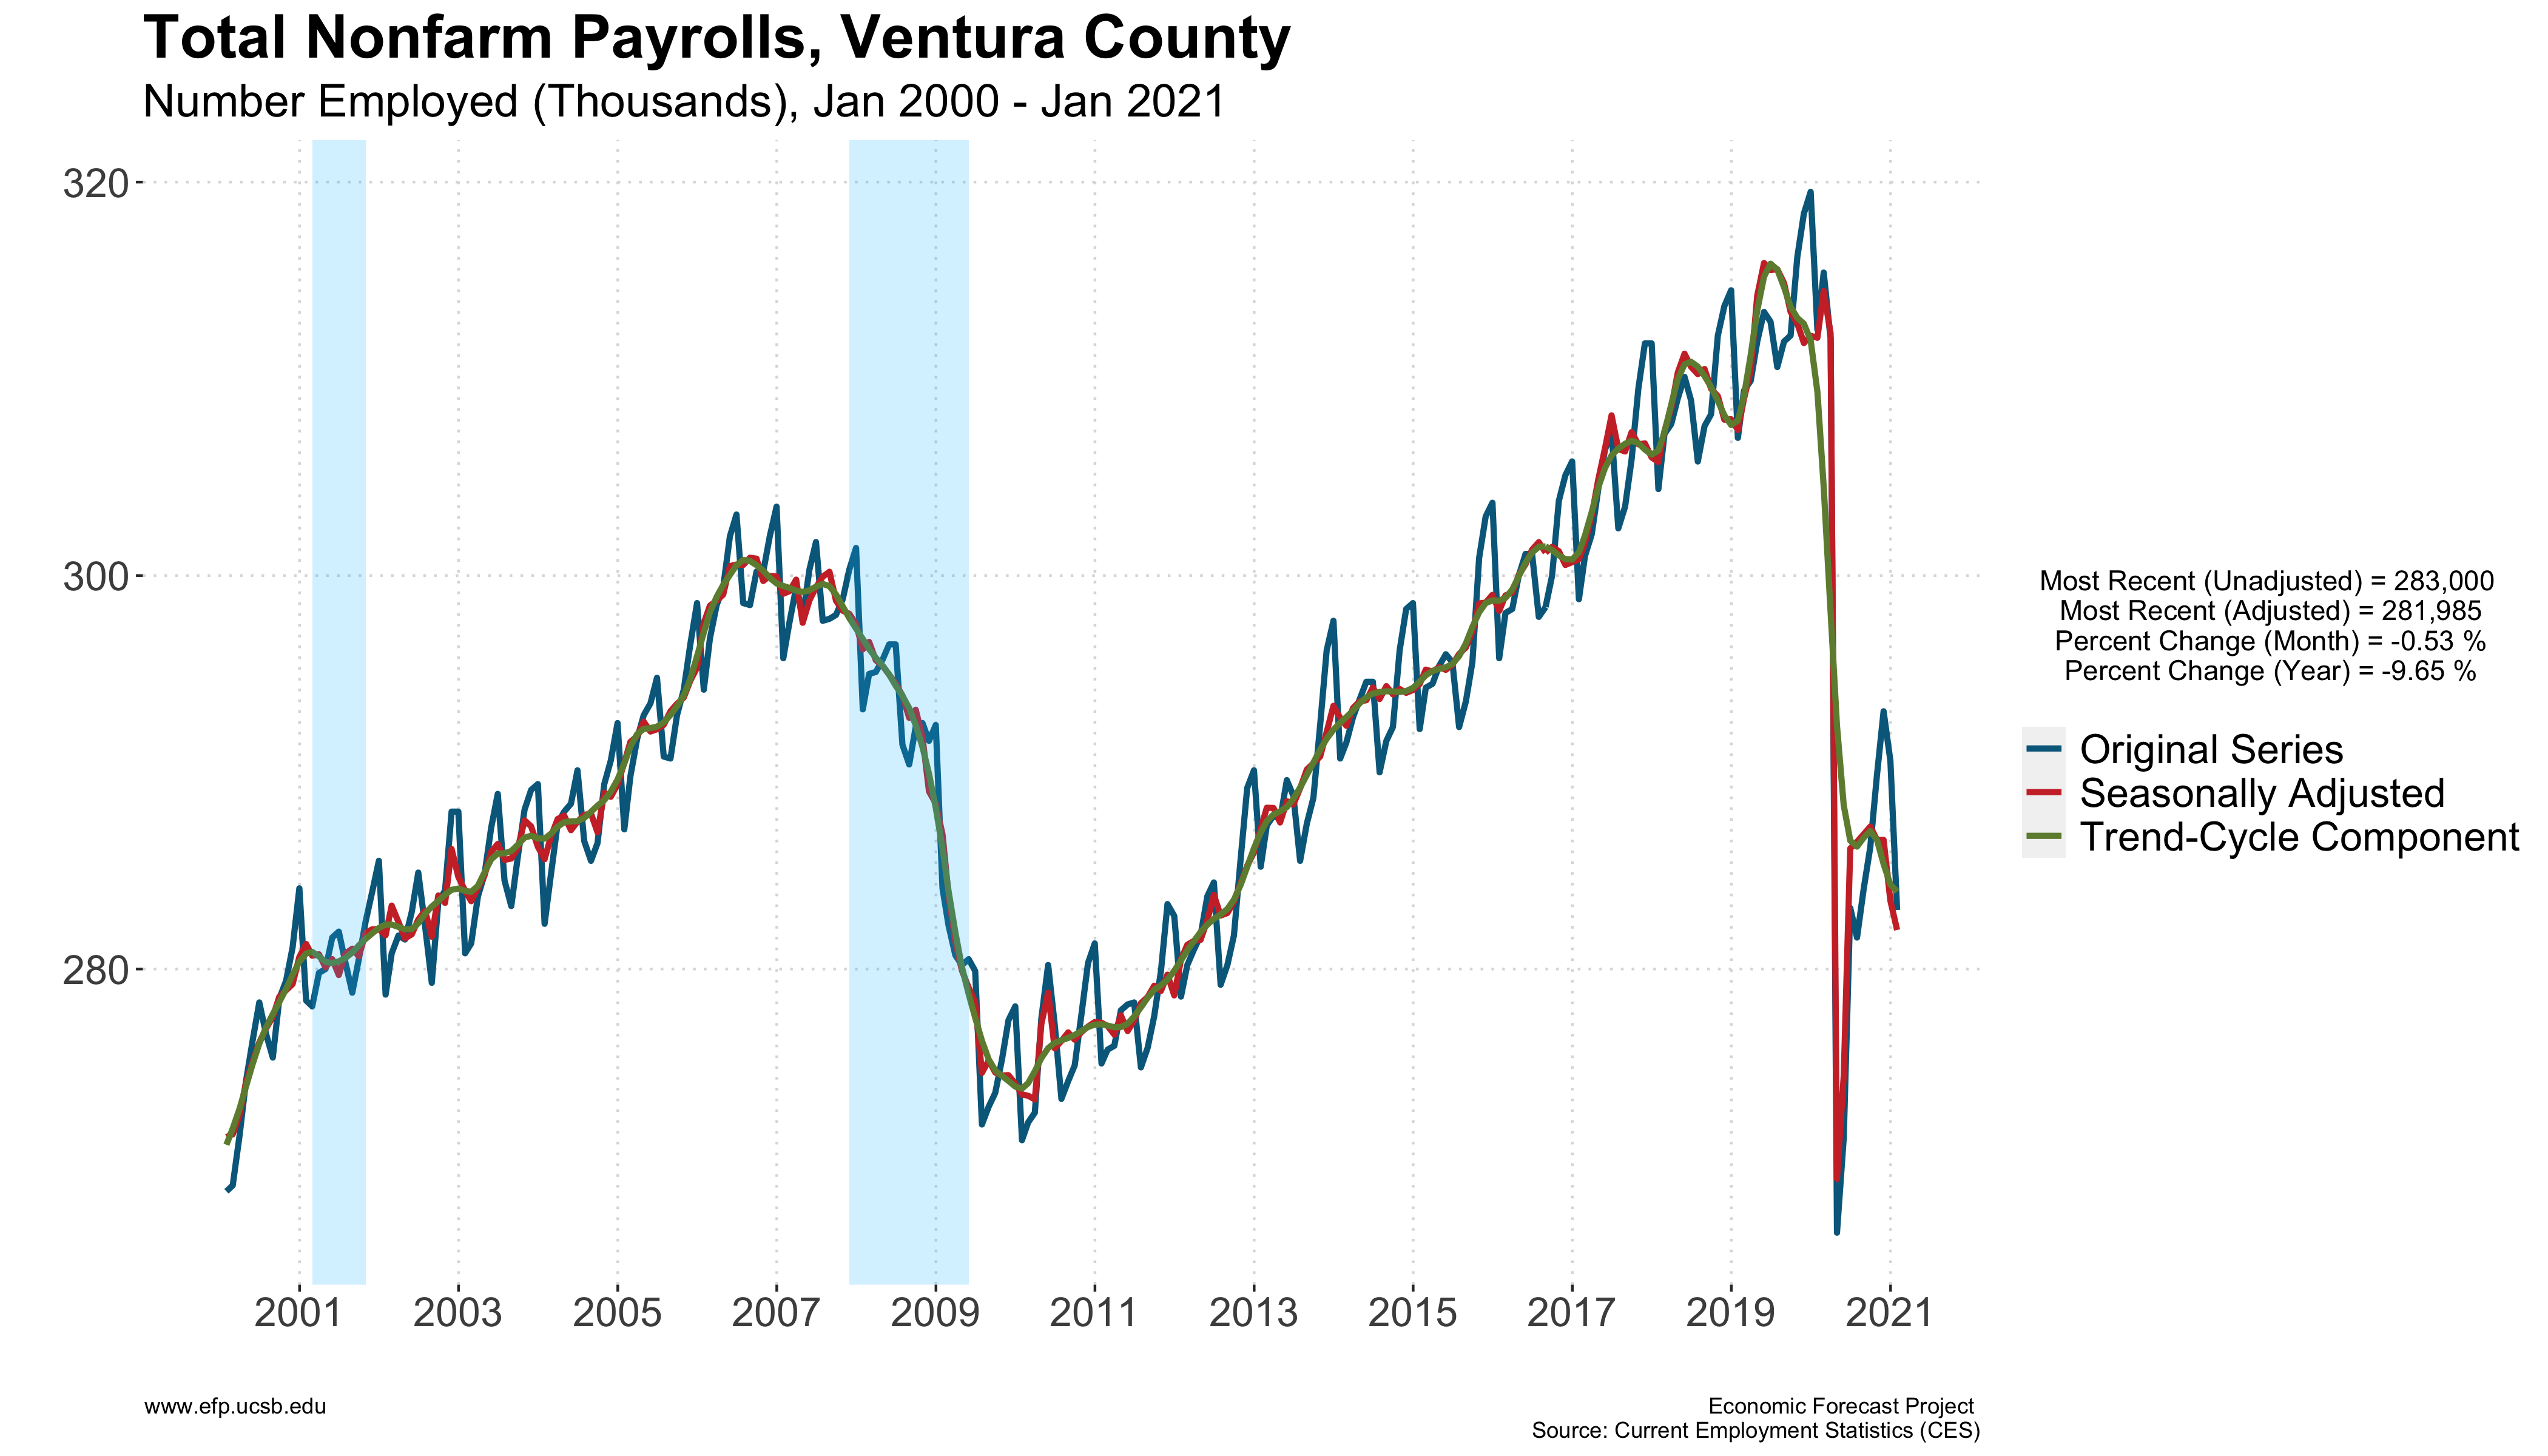 Total Nonfarm Payrolls, Ventura County
Number Employed (Thousands), Jan 2000 - Jan 2021
320
300
280
2001 2003 2005 2007 2009 2011 2013 2015 2017 2019 2021
Most Recent (Unadjusted) = 283,000
Most Recent (Adjusted) = 281,985
Percent Change (Month) = -0.53 %
Percent Change (Year) = -9.65 %
Original Series
Seasonally Adjusted
Trend-Cycle Component
www.efp.ucsb.edu
Economic Forecast Project
Source: Current Employment Statistics (CES)